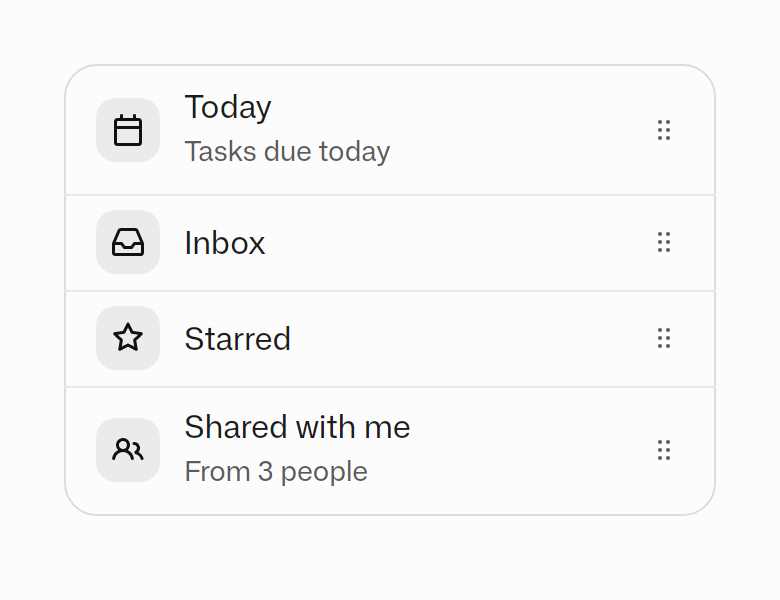 Today
Tasks due today
Inbox
Starred
Shared with me
From 3 people